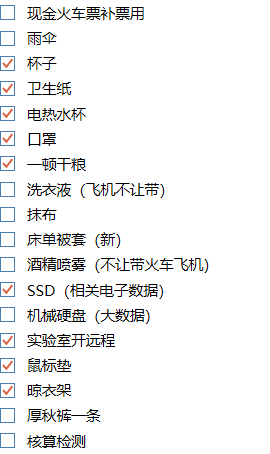 现金火车票补票用
雨伞
杯子
卫生纸
电热水杯
口罩
一顿干粮
洗衣液（飞机不让带）
抹布
床单被套（新）
酒精喷雾（不让带火车飞机）
SSD（相关电子数据）
机械硬盘（大数据）
实验室开远程
鼠标垫
晾衣架
厚秋裤一条
核算检测